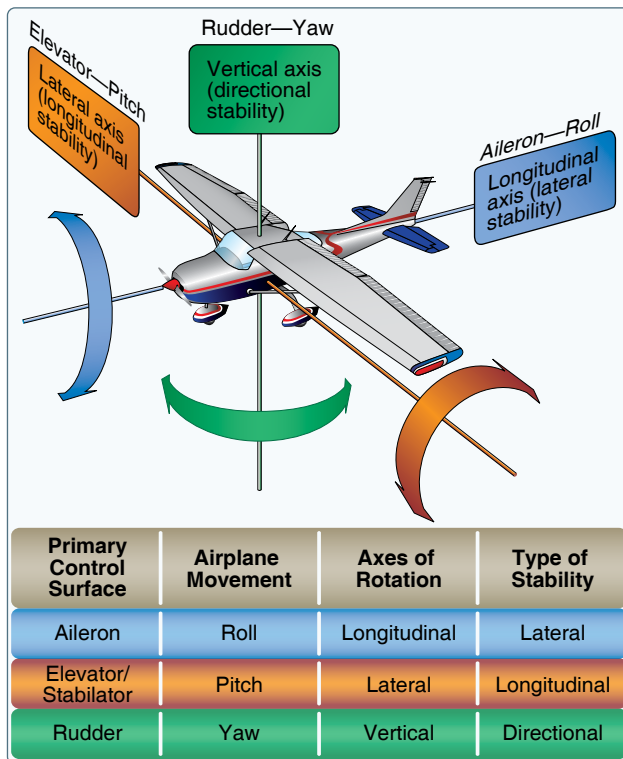 Rudder—Yaw
Vertical axis
(directional
stability)
Elevator—Pitch
Lateral axis
(longitudinal
stability)
Aileron—Roll
Longitudinal
axis (lateral
stability)
Primary
Control
Surface
Airplane
Movement
Axes of
Rotation
Type of
Stability
Aileron
Roll
Longitudinal
Lateral
Elevator/
Stabilator
Pitch
Lateral
Longitudinal
Rudder
Yaw
Vertical
Directional